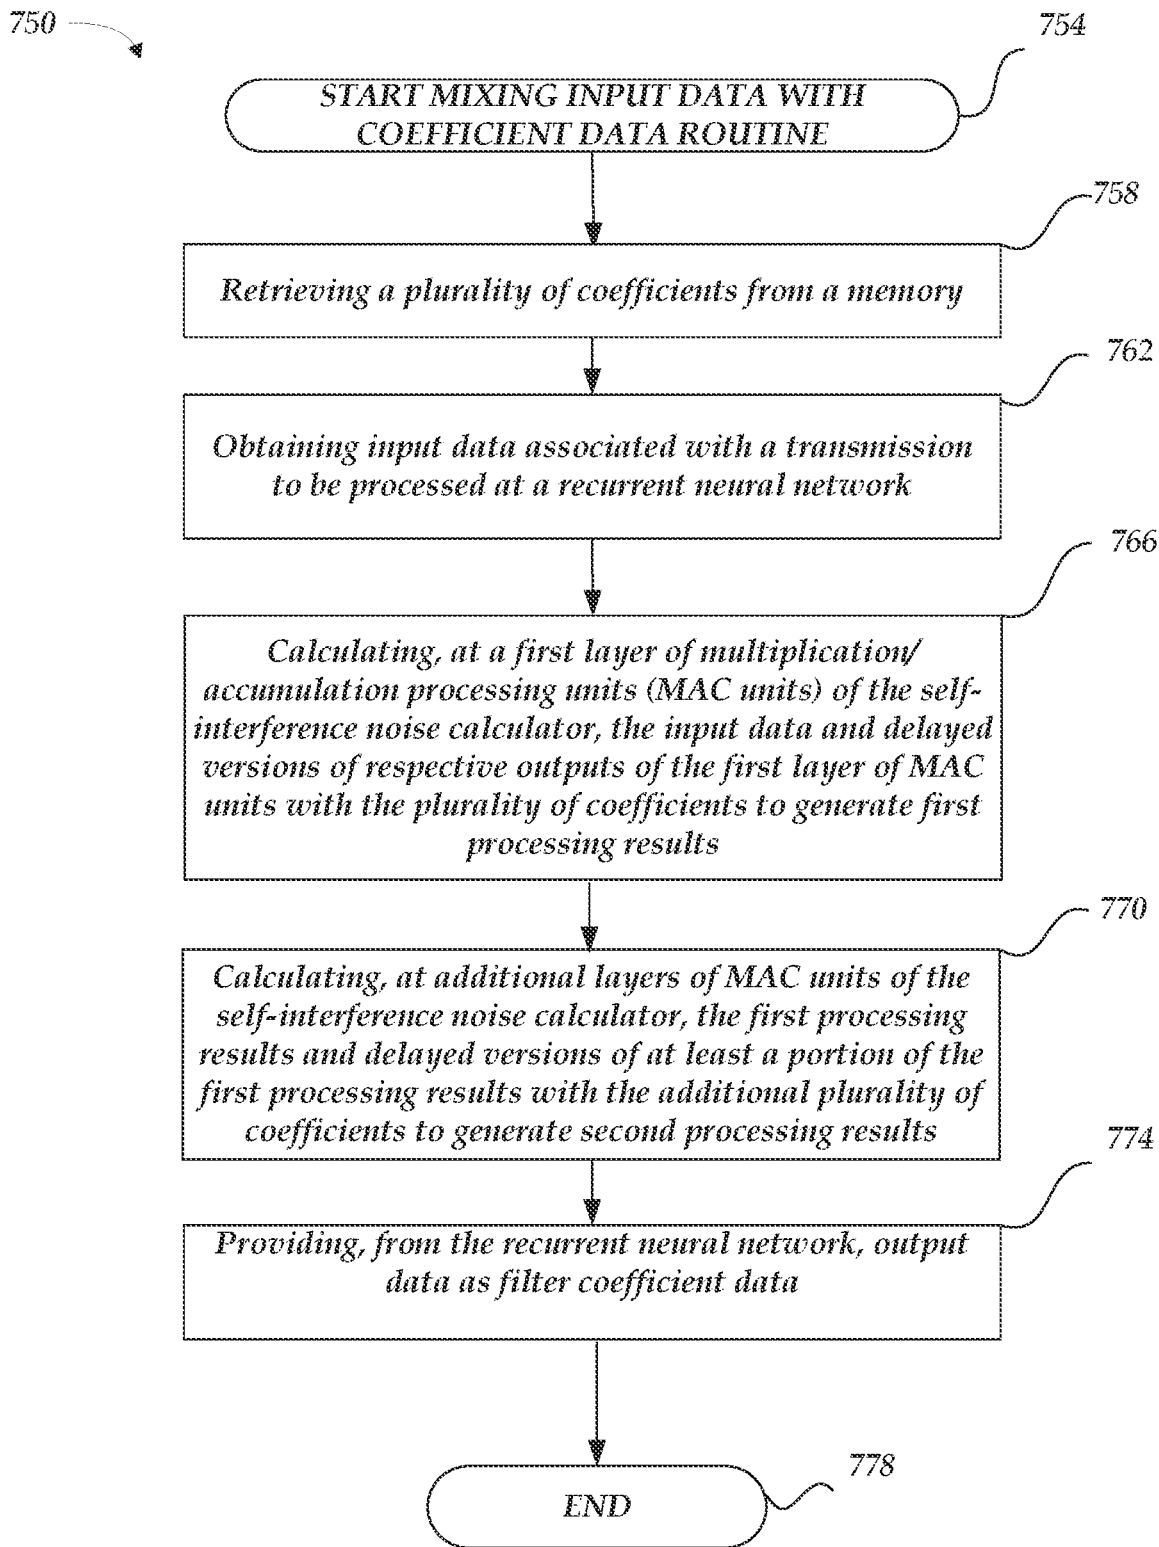 750
754
START MIXING INPUT DATA WITH
COEFFICIENT DATA ROUTINE
758
Retrieving a plurality of coefficients from a memory
762
Obtaining input data associated with a transmission
to be processed at a recurrent neural network
766
Calculating, at a first layer of multiplication/
accumulation processing units (MAC units) of the self-
interference noise calculator, the input data and delayed
versions of respective outputs of the first layer of MAC
units with the plurality of coefficients to generate first
processing results
770
Calculating, at additional layers of MAC units of the
self-interference noise calculator, the first processing
results and delayed versions of at least a portion of the
first processing results with the additional plurality of
coefficients to generate second processing results
774
Providing, from the recurrent neural network, output
data as filter coefficient data
778
END